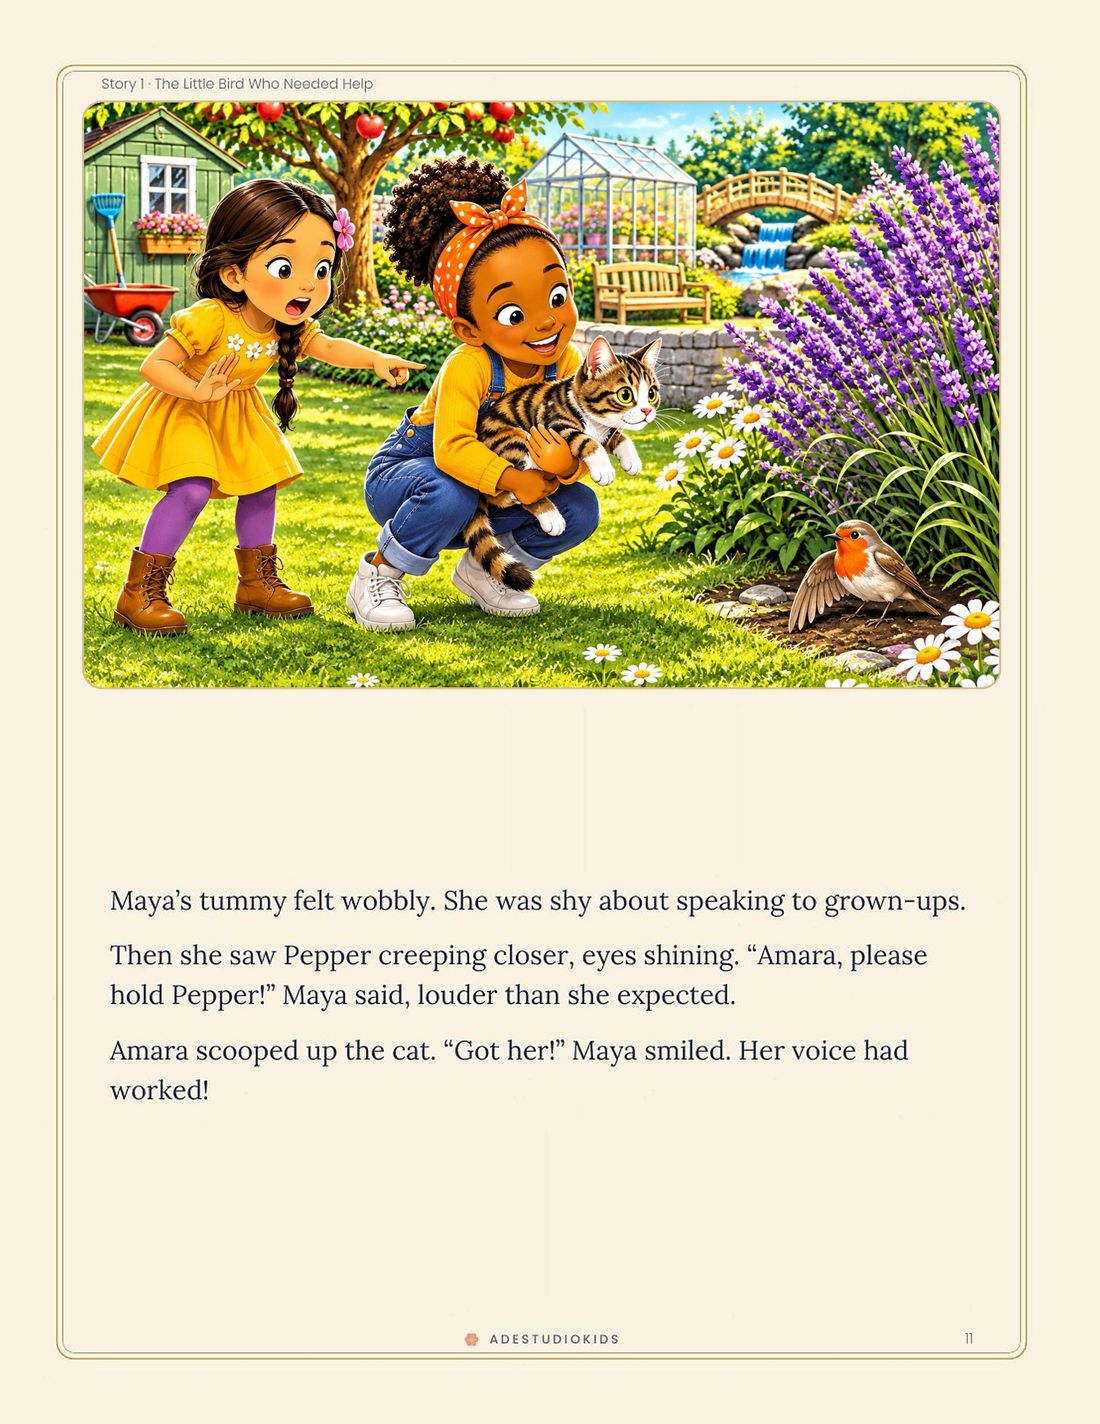 Story 1 · The Little Bird Who Needed Help
Maya’s tummy felt wobbly. She was shy about speaking to grown-ups.
Then she saw Pepper creeping closer, eyes shining. “Amara, please
hold Pepper!” Maya said, louder than she expected.
Amara scooped up the cat. “Got her!” Maya smiled. Her voice had
worked!
ADESTUDIOKIDS
11